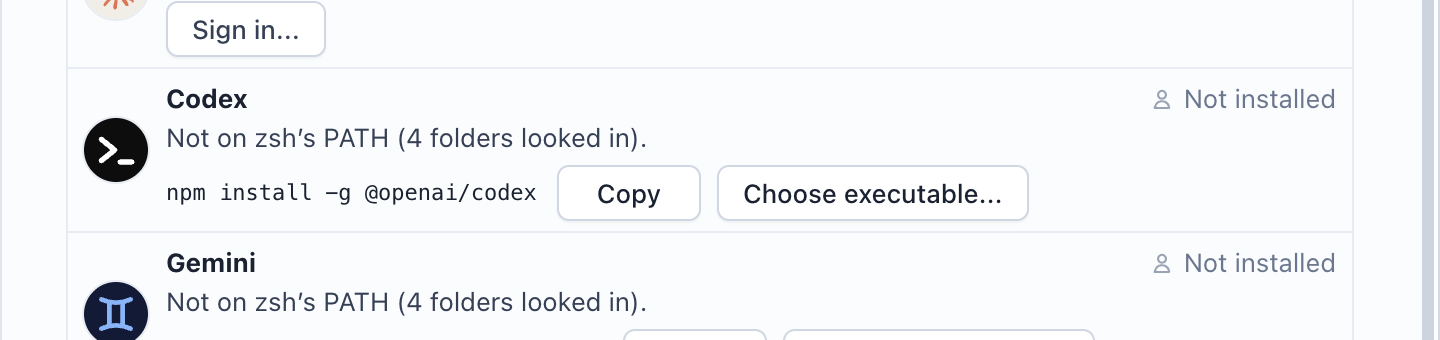 Sign in...
Codex
Not installed
Not on zsh’s PATH (4 folders looked in).
npm install -g @openai/codex
Copy
Choose executable...
Gemini
Not installed
Not on zsh’s PATH (4 folders looked in).